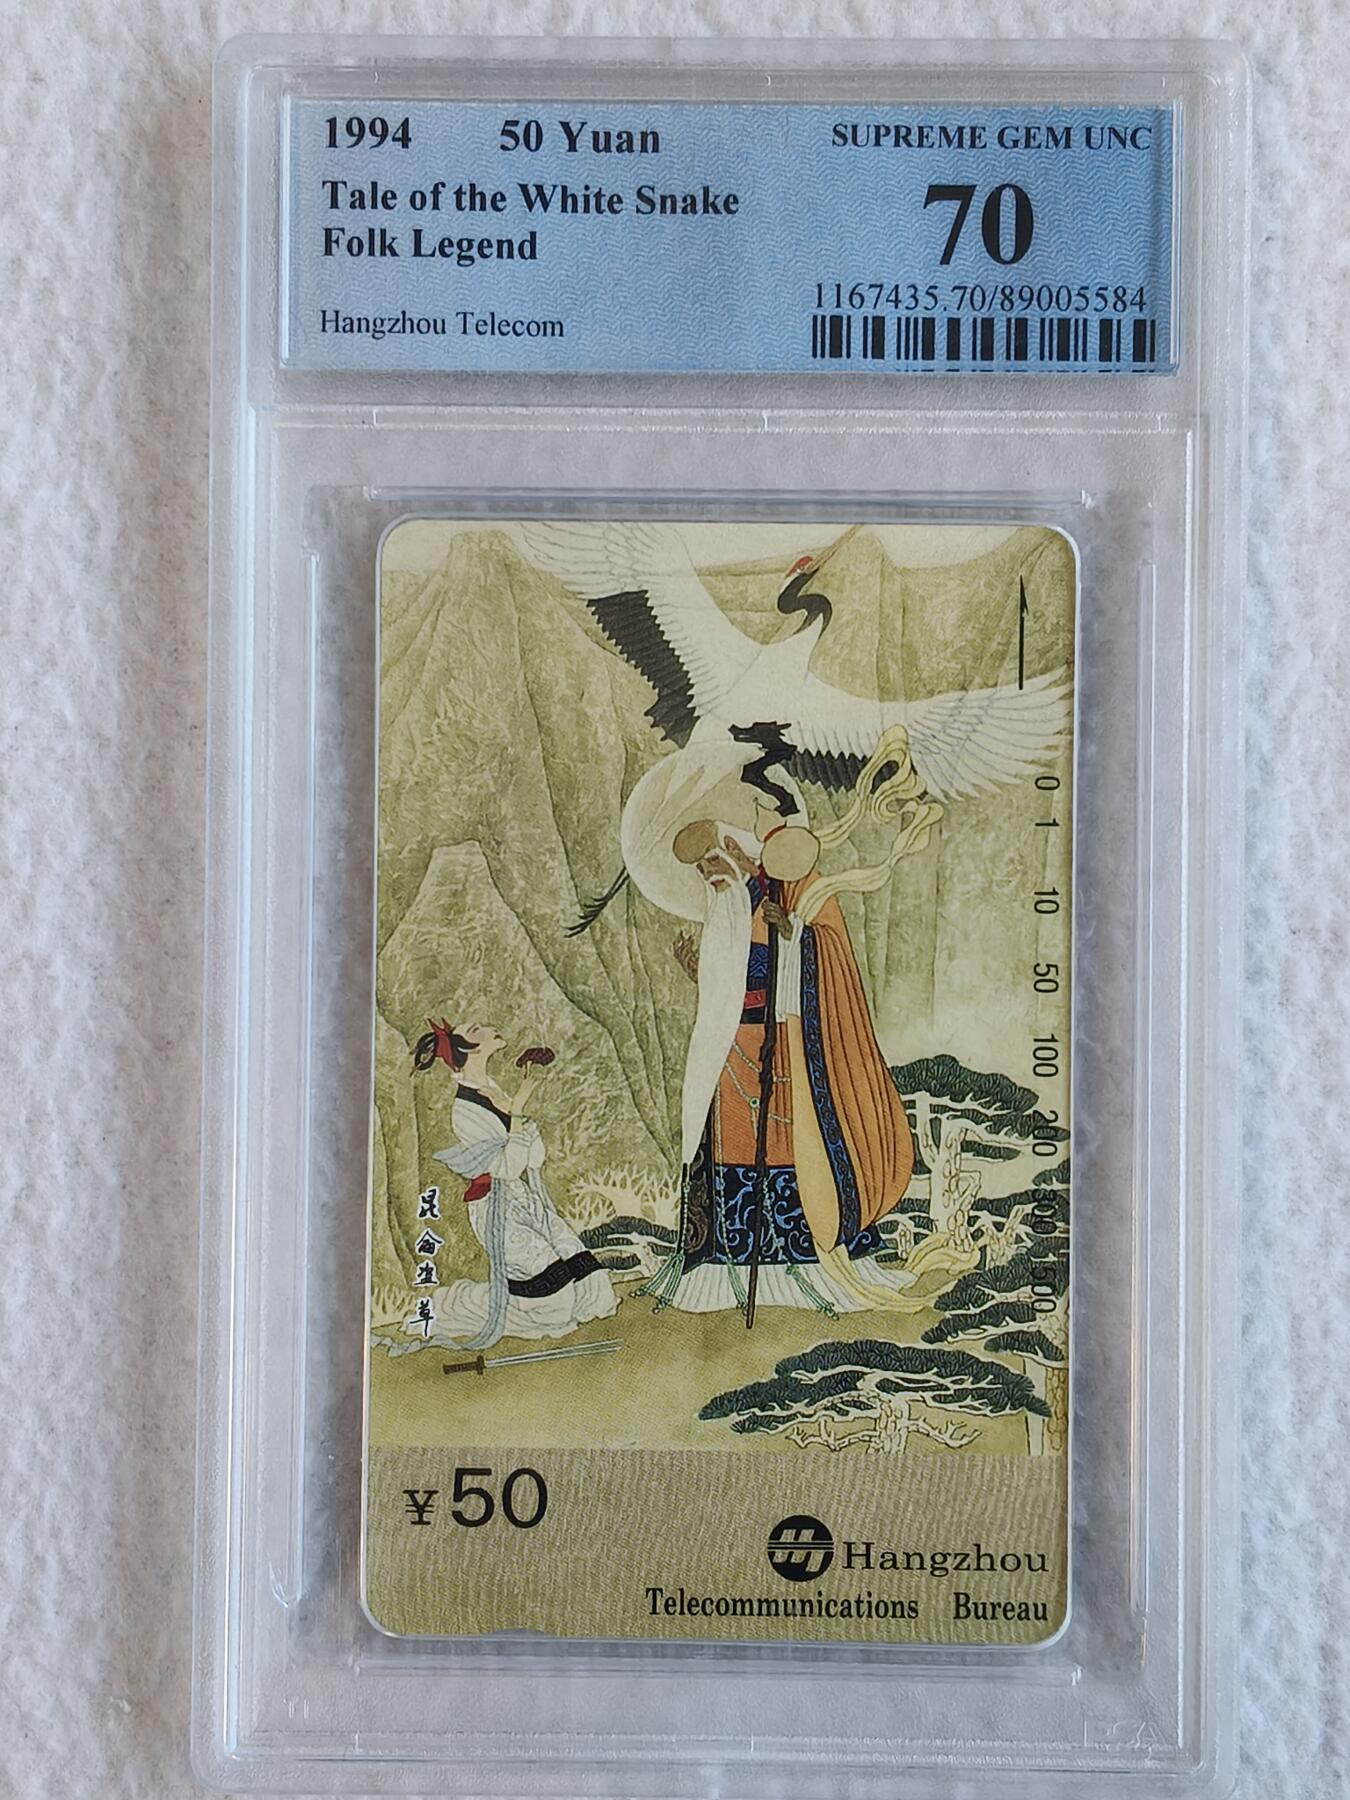 1994 50 Yuan
SUPREME GEM UNC
Tale of the White Snake
Folk Legend
70
Hangzhou Telecom
1167435.70/89005584
0
1
10
50
100
200
300
500
昆
侖
盗
草
¥50
Hangzhou
Telecommunications Bureau